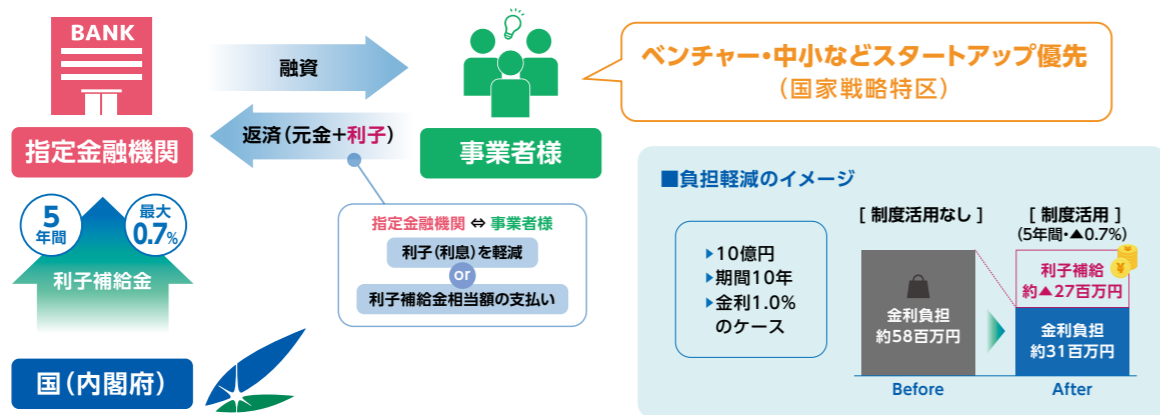 BANK
指定金融機関
融資
返済（元金+利子）
事業者様
ベンチャー・中小などスタートアップ優先
（国家戦略特区）
5
年間
最大
0.7%
利子補給金
国（内閣府）
指定金融機関 ⇔ 事業者様
利子（利息）を軽減
or
利子補給金相当額の支払い
■負担軽減のイメージ
▶10億円
▶期間10年
▶金利1.0%
のケース
［ 制度活用なし ］
金利負担
約58百万円
Before
［ 制度活用 ］
（5年間・▲0.7%）
¥
利子補給
約▲27百万円
金利負担
約31百万円
After